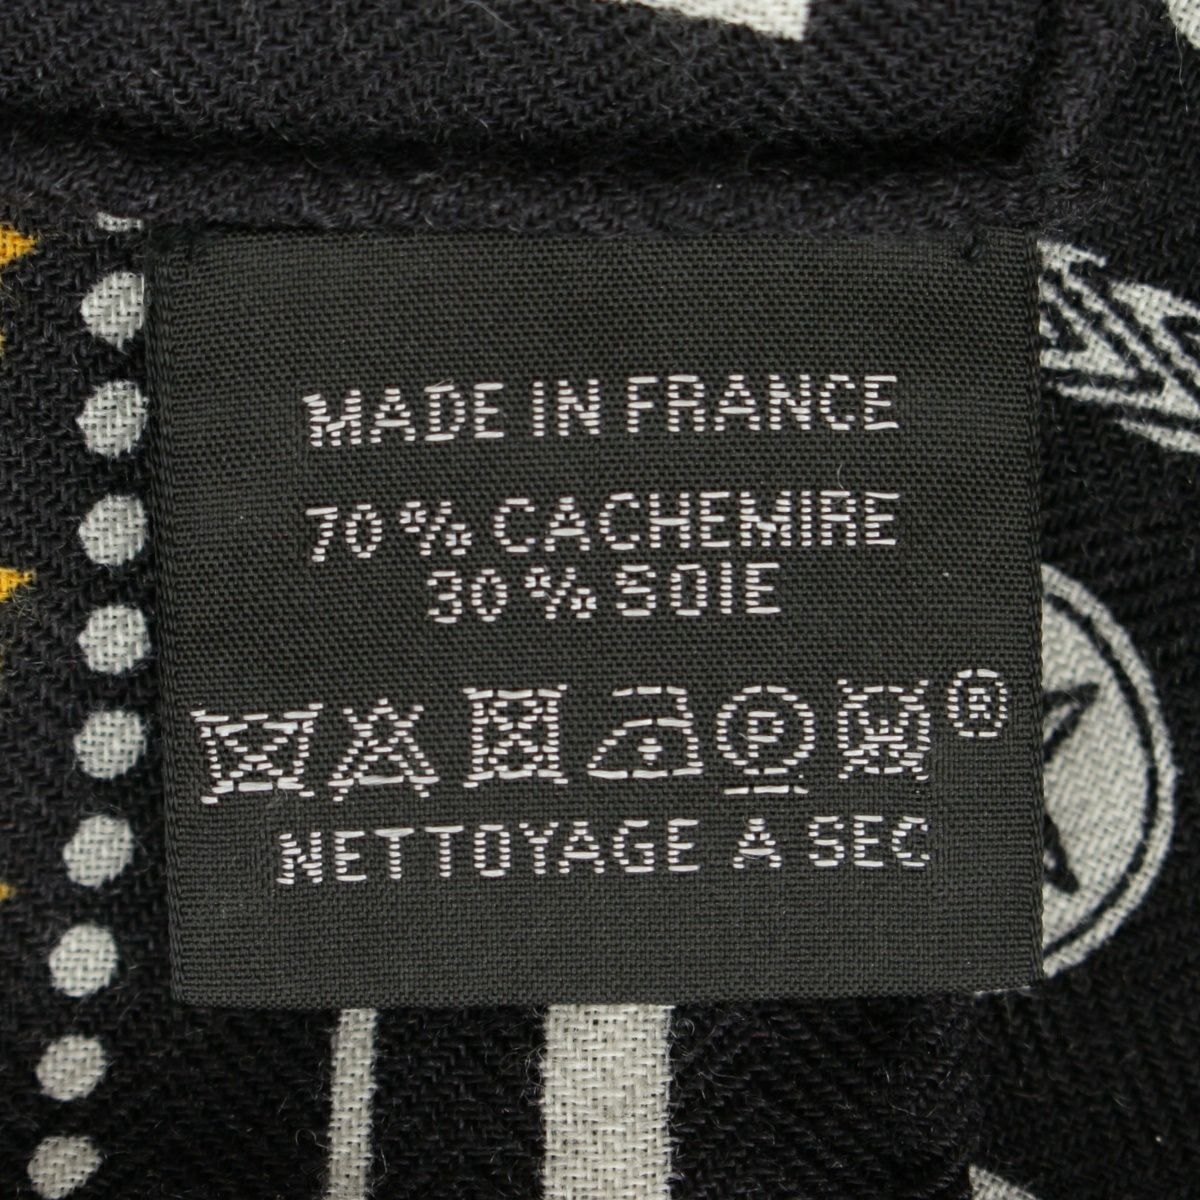 MADE IN FRANCE
70% CACHEMIRE
30% SOIE
P W ®
NETTOYAGE A SEC